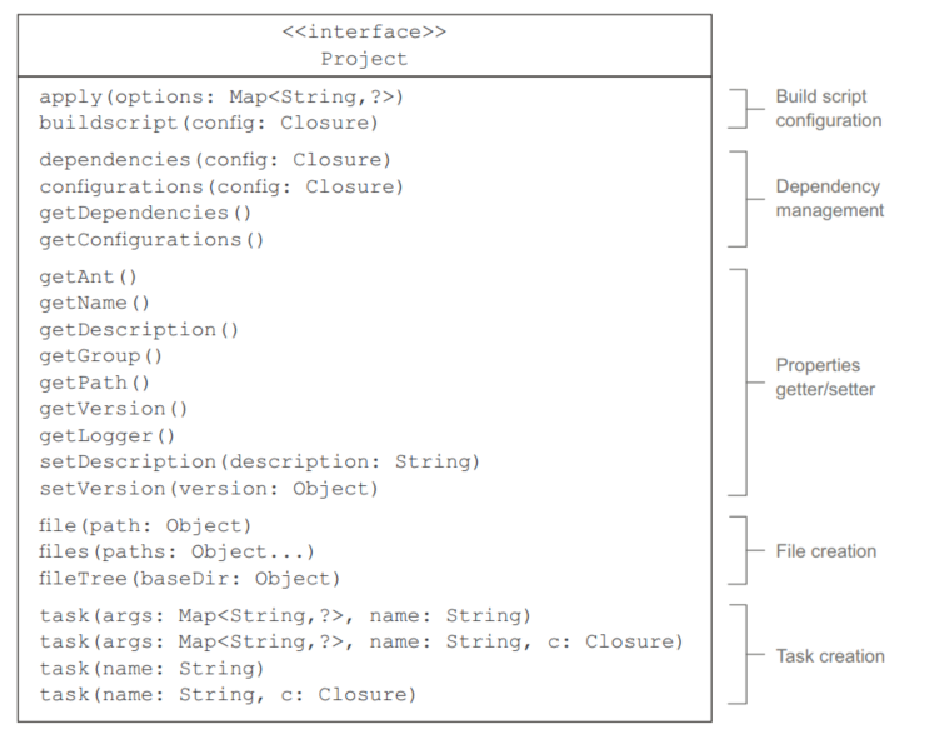 <<interface>>
Project
apply(options: Map<String,?>)
buildscript(config: Closure)
Build script
configuration
dependencies(config: Closure)
configurations(config: Closure)
getDependencies()
getConfigurations()
Dependency
management
getAnt()
getName()
getDescription()
getGroup()
getPath()
getVersion()
getLogger()
setDescription(description: String)
setVersion(version: Object)
Properties
getter/setter
file(path: Object)
files(paths: Object...)
fileTree(baseDir: Object)
File creation
task(args: Map<String,?>, name: String)
task(args: Map<String,?>, name: String, c: Closure)
task(name: String)
task(name: String, c: Closure)
Task creation